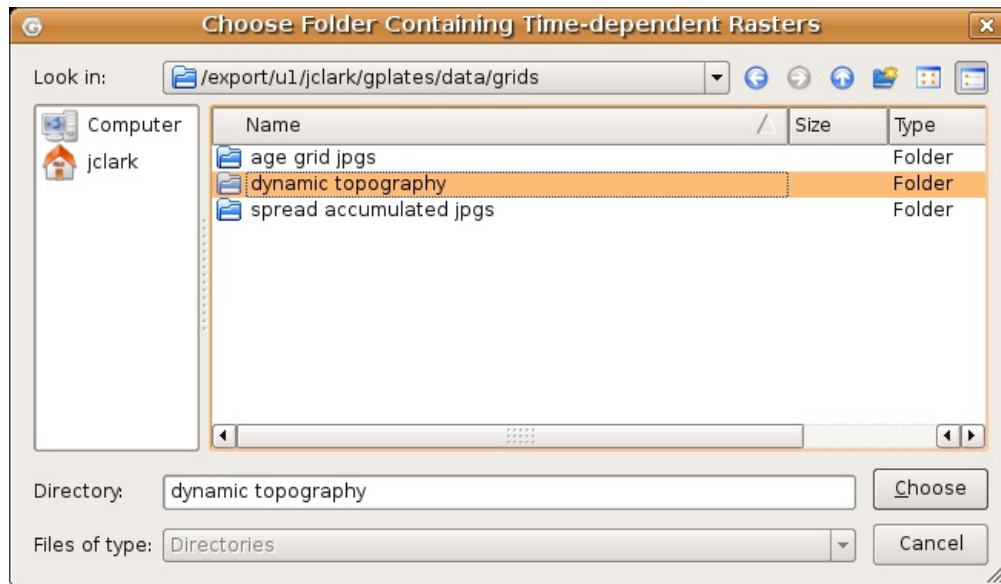 Choose Folder Containing Time-dependent Rasters
Look in: /export/u1/jclark/gplates/data/grids
Computer
jclark
Name Size Type
age grid jpgs Folder
dynamic topography Folder
spread accumulated jpgs Folder
Directory: dynamic topography Choose
Files of type: Directories Cancel